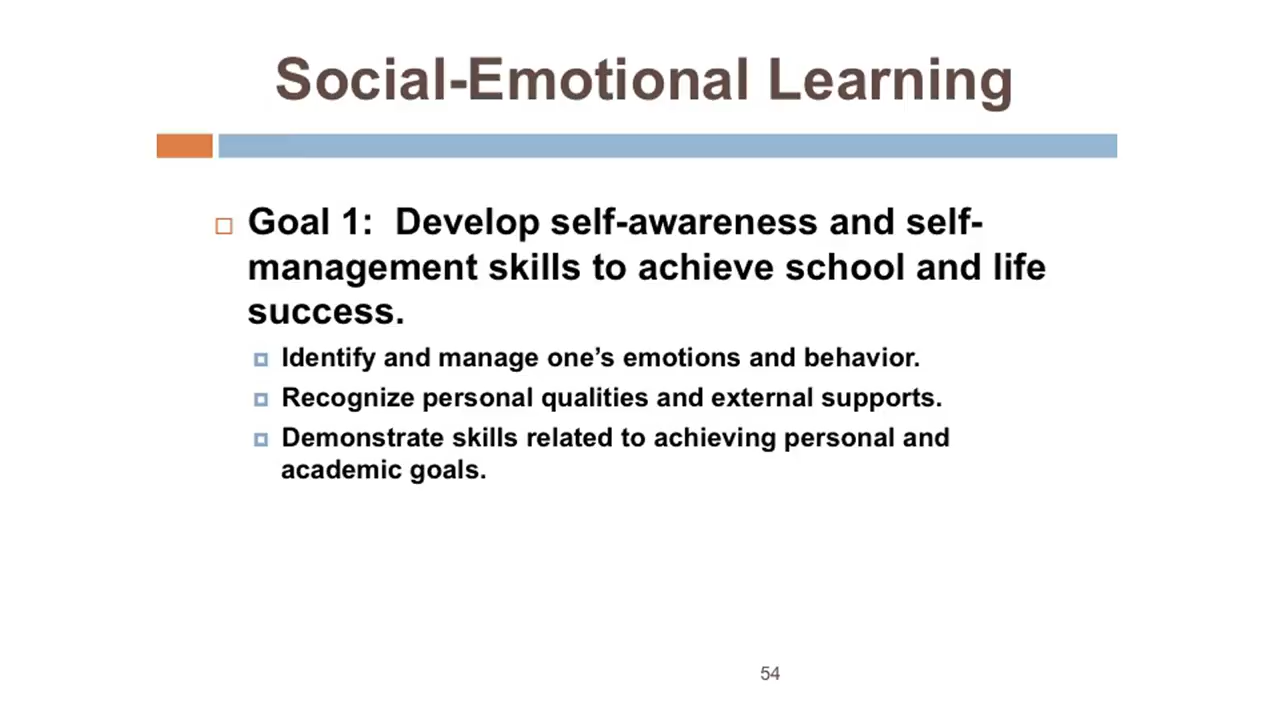 Social-Emotional Learning
Goal 1:  Develop self-awareness and self-
management skills to achieve school and life
success.
Identify and manage one’s emotions and behavior.
Recognize personal qualities and external supports.
Demonstrate skills related to achieving personal and
academic goals.
54